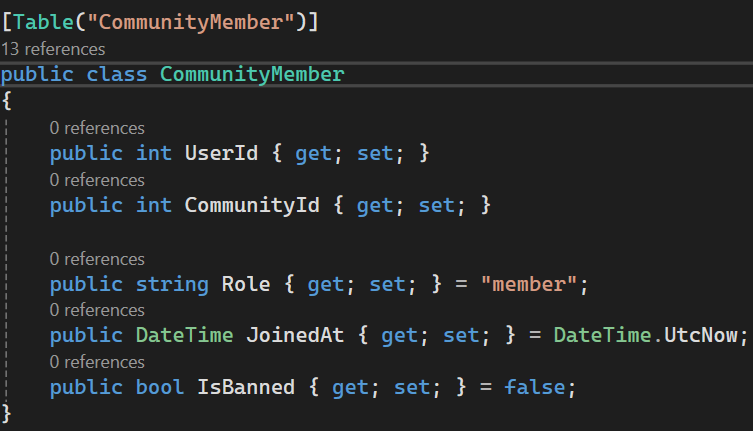 [Table("CommunityMember")]
13 references
public class CommunityMember
{
0 references
public int UserId { get; set; }
0 references
public int CommunityId { get; set; }
0 references
public string Role { get; set; } = "member";
0 references
public DateTime JoinedAt { get; set; } = DateTime.UtcNow;
0 references
public bool IsBanned { get; set; } = false;
}